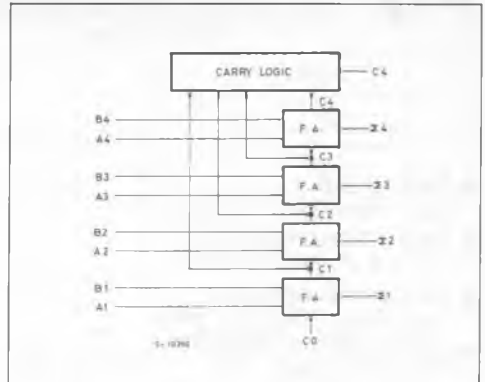 CARRY LOGIC
C4
C4
B4
F.A.
Σ4
A4
C3
B3
F.A.
Σ3
A3
C2
B2
F.A.
Σ2
A2
C1
B1
F.A.
Σ1
A1
C0